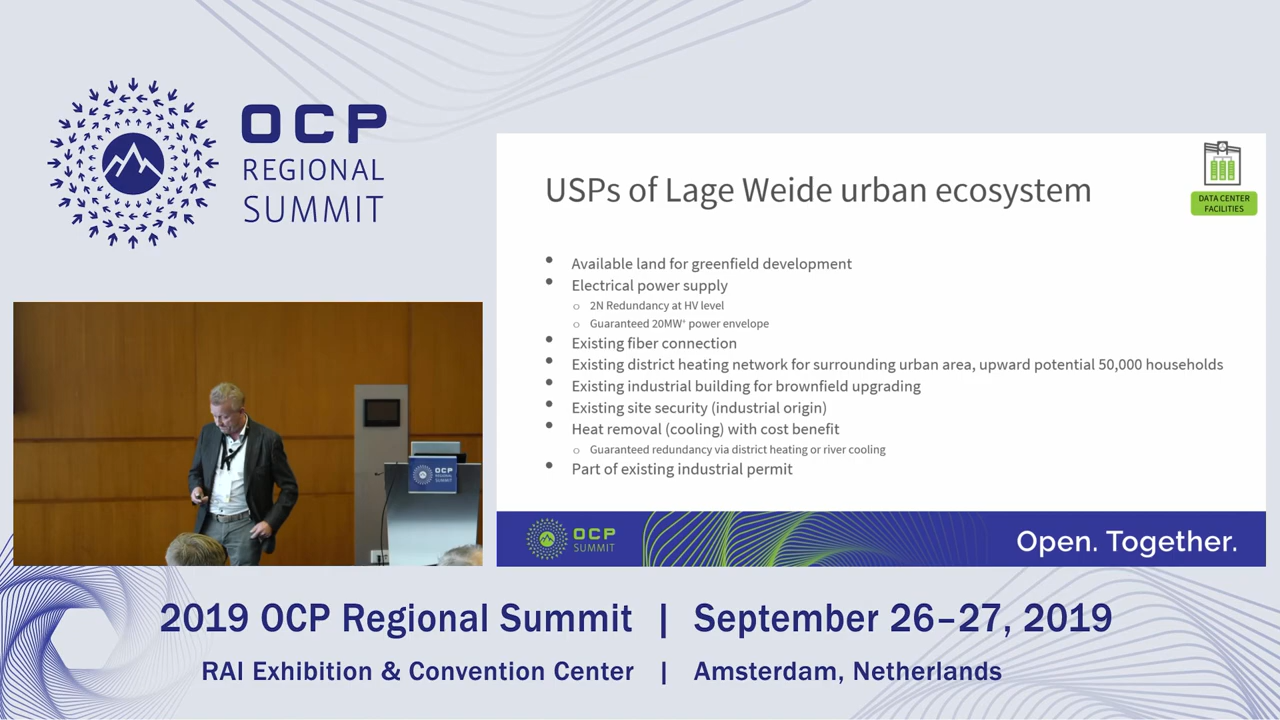 OCP
REGIONAL
SUMMIT
USPs of Lage Weide urban ecosystem
DATA CENTER
FACILITIES
• Available land for greenfield development
• Electrical power supply
o 2N Redundancy at HV level
o Guaranteed 20MW⁺ power envelope
• Existing fiber connection
• Existing district heating network for surrounding urban area, upward potential 50,000 households
• Existing industrial building for brownfield upgrading
• Existing site security (industrial origin)
• Heat removal (cooling) with cost benefit
o Guaranteed redundancy via district heating or river cooling
• Part of existing industrial permit
OCP
SUMMIT
Open. Together.
OCP
REGIONAL
SUMMIT
2019 OCP Regional Summit | September 26–27, 2019
RAI Exhibition & Convention Center | Amsterdam, Netherlands